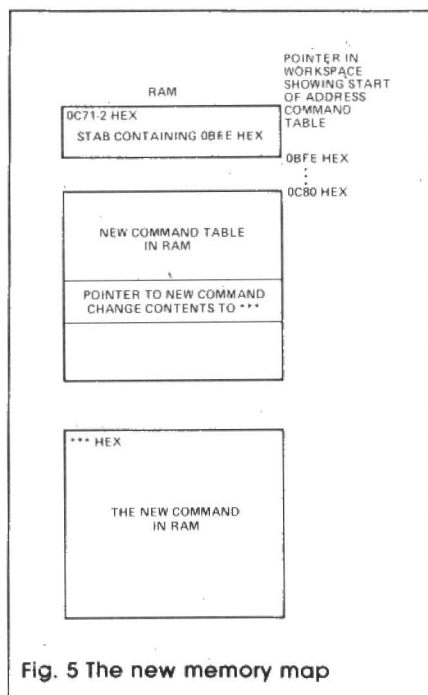 RAM
POINTER IN
WORKSPACE
SHOWING START
OF ADDRESS
COMMAND
TABLE
0C71-2 HEX
STAB CONTAINING 0BFE HEX
0BFE HEX
0C80 HEX
NEW COMMAND TABLE
IN RAM
POINTER TO NEW COMMAND
CHANGE CONTENTS TO ***
*** HEX
THE NEW COMMAND
IN RAM
Fig. 5 The new memory map